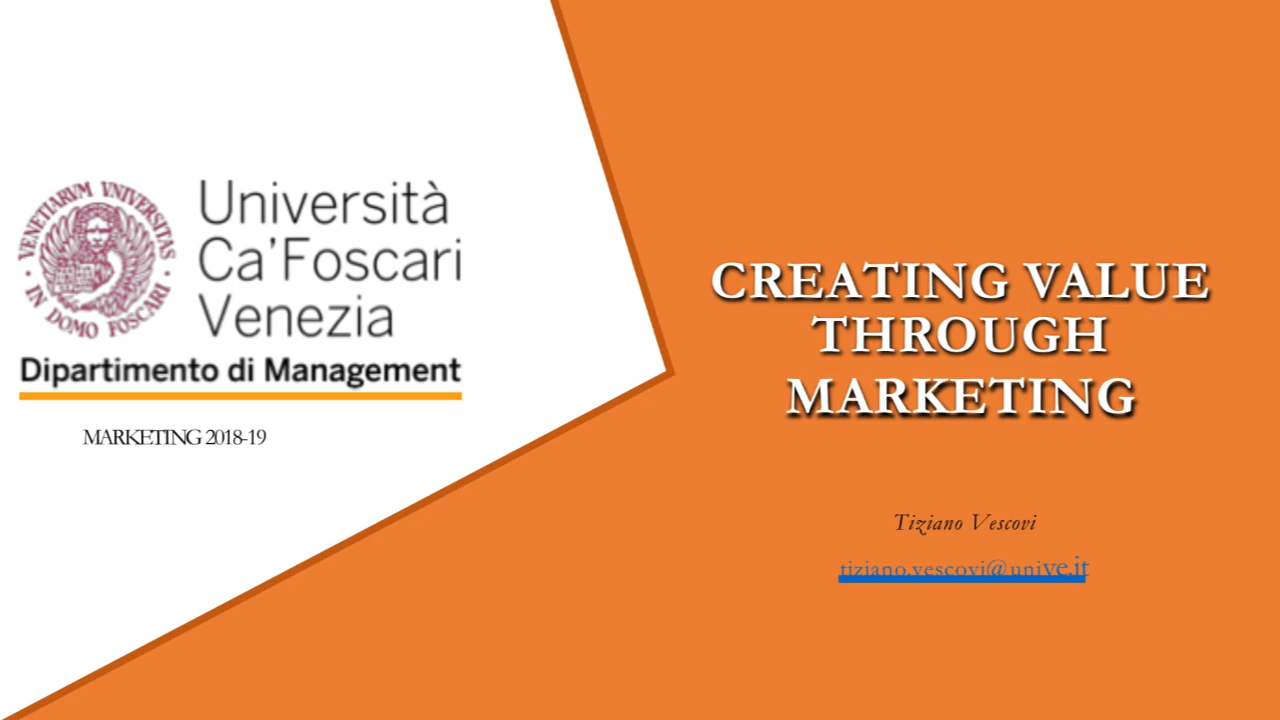 VENETIARVM VNIVERSITAS
IN DOMO FOSCARI
Università
Ca'Foscari
Venezia
Dipartimento di Management
MARKETING 2018-19
CREATING VALUE
THROUGH
MARKETING
Tiziano Vescovi
tiziano.vescovi@unive.it